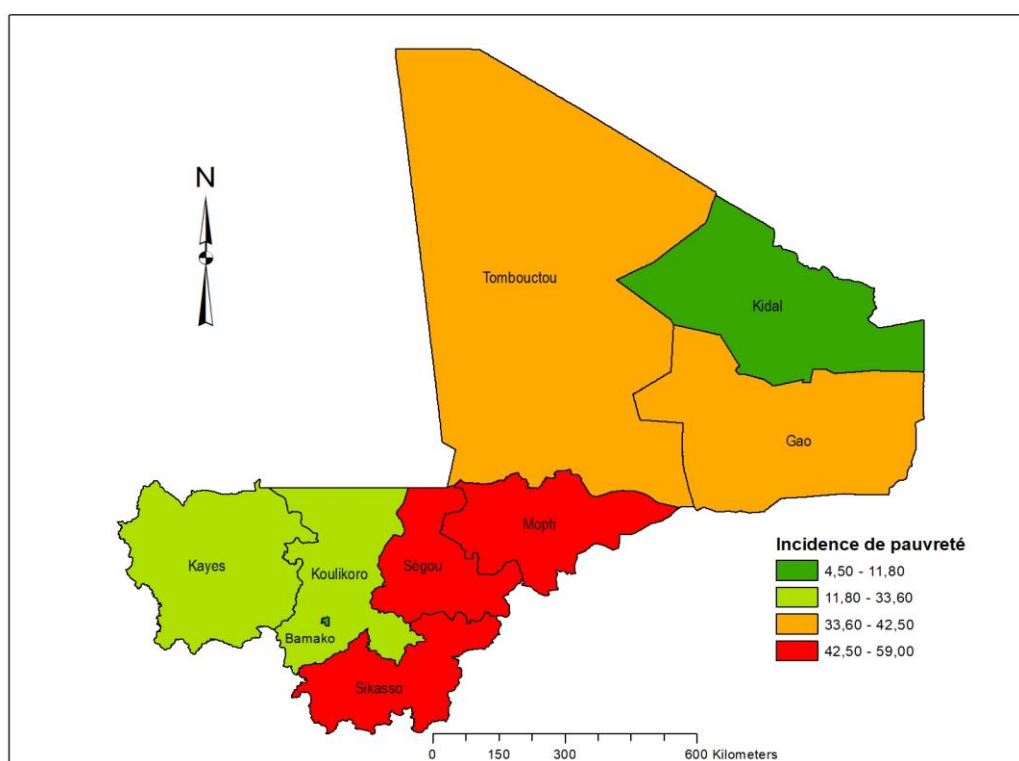 N
Tombouctou
Kidal
Gao
Mopti
Ségou
Kayes
Koulikoro
Bamako
Sikasso
Incidence de pauvreté
4,50 - 11,80
11,80 - 33,60
33,60 - 42,50
42,50 - 59,00
0 150 300 600 Kilometers